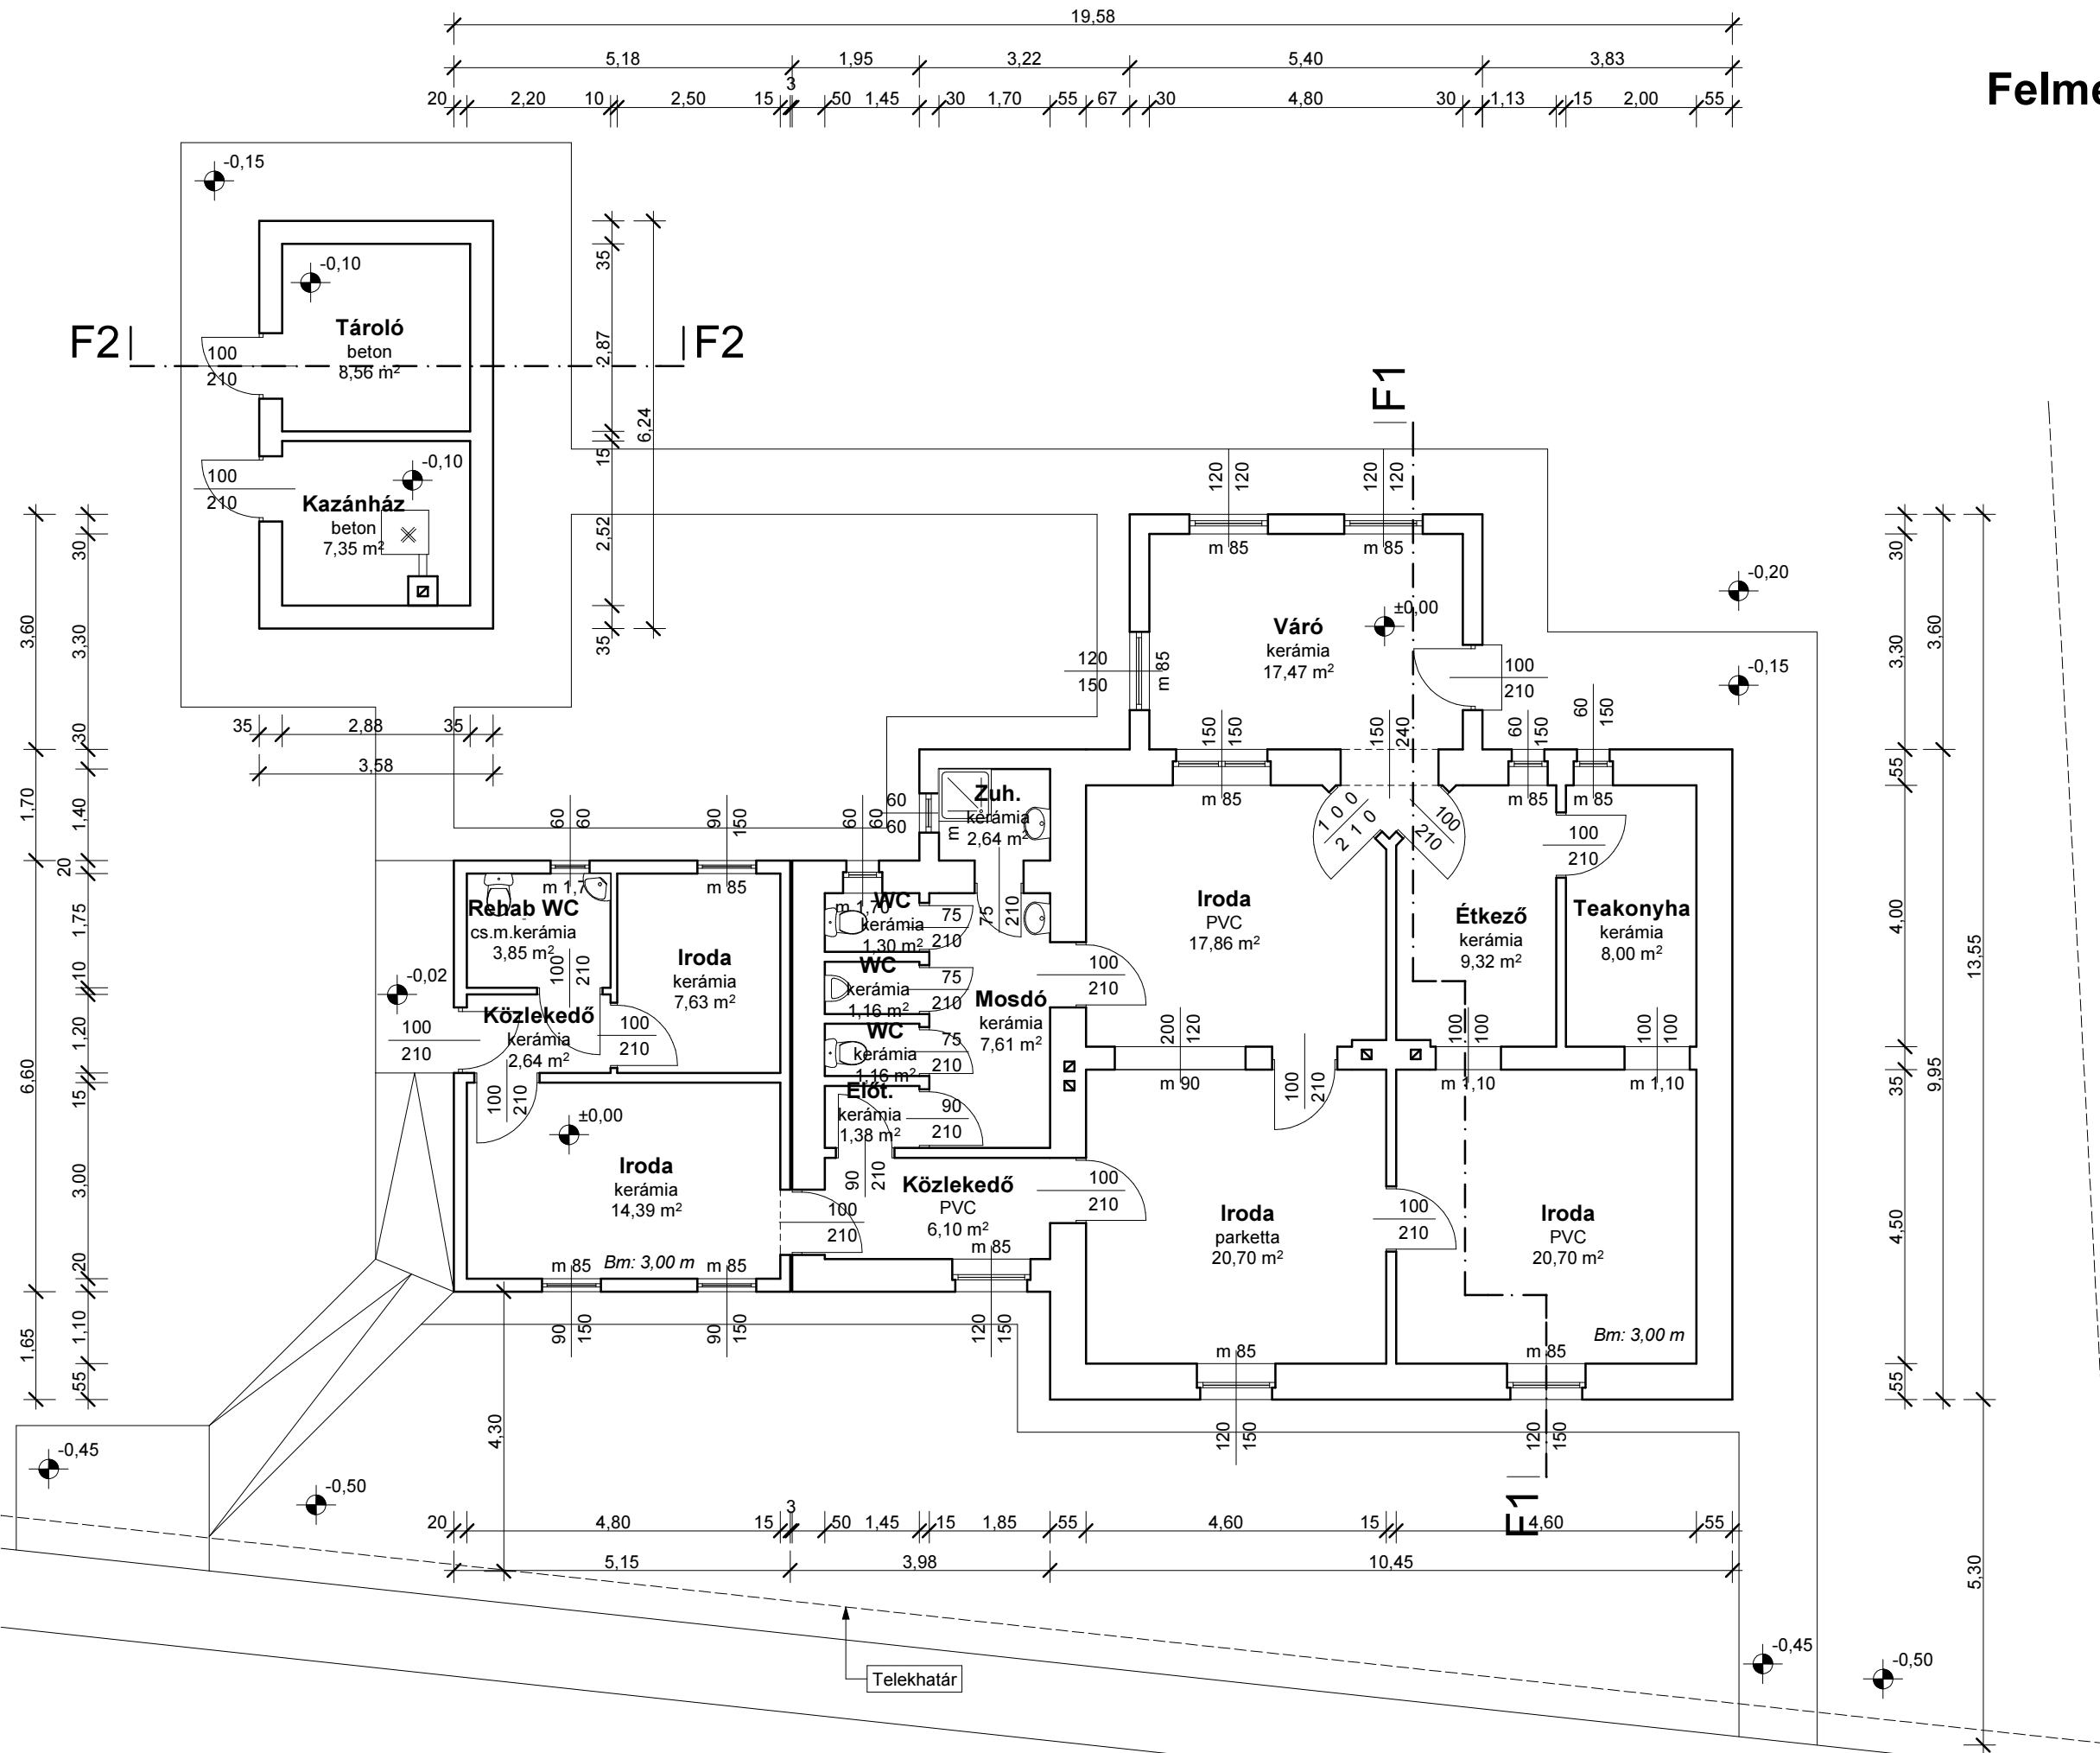 19,58
5,18 1,95 3,22 5,40 3,83
3
20 2,20 10 2,50 15 50 1,45 30 1,70 55 67 30 4,80 30 1,13 15 2,00 55
Felme
-0,15
-0,10
Tároló
beton
8,56 m²
100
210
F2
F2
35
2,87
15
2,52
35
6,24
-0,10
Kazánház
beton
7,35 m²
100
210
35 2,88 35
3,58
F1
120
120
120
120
m 85
m 85
±0,00
Váró
kerámia
17,47 m²
120
150
m 85
100
210
-0,20
-0,15
150
150
150
240
60
150
60
150
m 85
m 85
m 85
100
210
100
210
100
210
60
60
m
Zuh.
kerámia
2,64 m²
75
210
60
60
90
150
60
60
m 1,7
m 85
m 1,70
Rehab WC
cs.m.kerámia
3,85 m²
100
210
Iroda
kerámia
7,63 m²
WC
kerámia
1,30 m²
75
210
WC
kerámia
1,16 m²
75
210
WC
kerámia
1,16 m²
75
210
Előt.
kerámia
1,38 m²
90
210
90
210
Mosdó
kerámia
7,61 m²
100
210
Iroda
PVC
17,86 m²
Étkező
kerámia
9,32 m²
Teakonyha
kerámia
8,00 m²
-0,02
100
210
Közlekedő
kerámia
2,64 m²
100
210
100
210
200
120
m 90
100
210
100
100
m 1,10
100
100
m 1,10
±0,00
Iroda
kerámia
14,39 m²
Bm: 3,00 m
m 85
m 85
90
150
90
150
100
210
Közlekedő
PVC
6,10 m²
m 85
120
150
100
210
Iroda
parketta
20,70 m²
100
210
Iroda
PVC
20,70 m²
Bm: 3,00 m
m 85
m 85
120
150
120
150
F1
3,60
1,70
6,60
1,65
30
3,30
30
1,40
20
1,75
10
1,20
15
3,00
20
1,10
55
30
3,30
55
4,00
35
4,50
55
3,60
9,95
13,55
5,30
4,30
-0,45
-0,50
3
20 4,80 15 50 1,45 15 1,85 55 4,60 15 4,60 55
5,15 3,98 10,45
Telekhatár
-0,45
-0,50